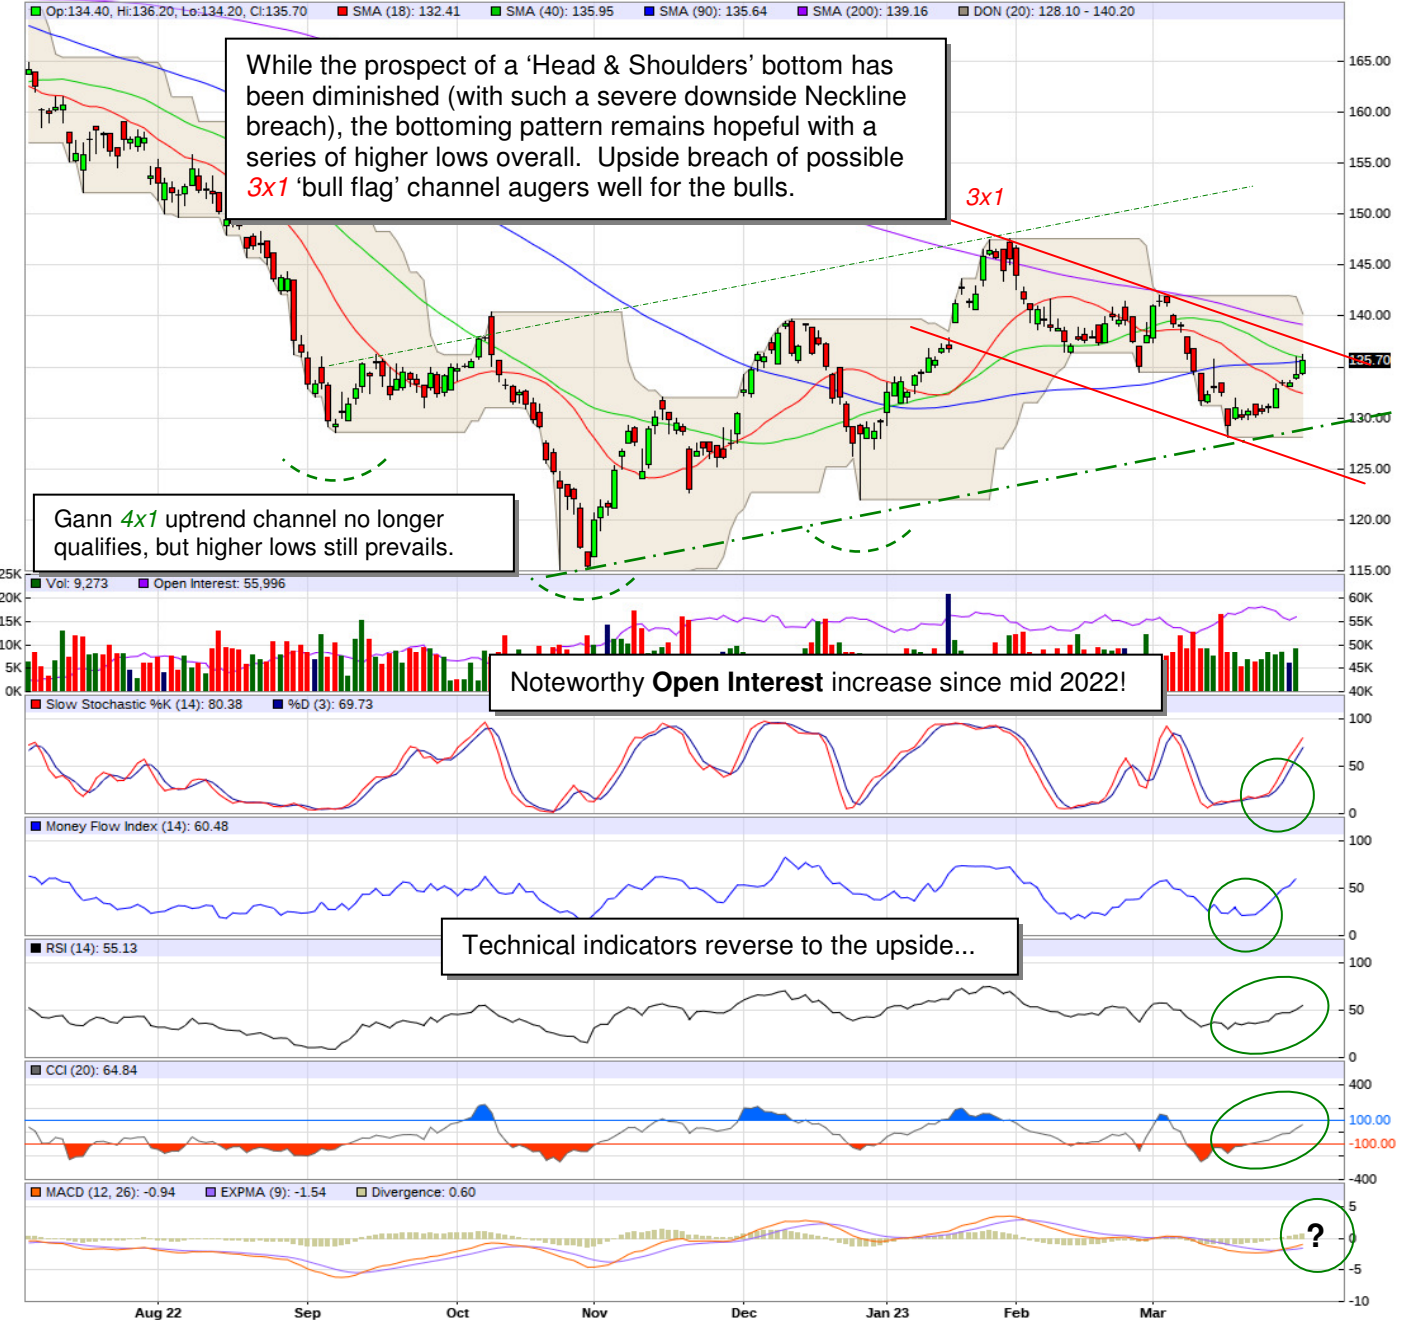 Op:134.40, Hi:136.20, Lo:134.20, Cl:135.70 SMA (18): 132.41 SMA (40): 135.95 SMA (90): 135.64 SMA (200): 139.16 DON (20): 128.10 - 140.20
While the prospect of a ‘Head & Shoulders’ bottom has
been diminished (with such a severe downside Neckline
breach), the bottoming pattern remains hopeful with a
series of higher lows overall. Upside breach of possible
3x1 ‘bull flag’ channel augers well for the bulls.
3x1
165.00
160.00
155.00
150.00
145.00
140.00
135.70
130.00
125.00
120.00
115.00
Gann 4x1 uptrend channel no longer
qualifies, but higher lows still prevails.
Vol: 9,273 Open Interest: 55,996
25K
20K
15K
10K
5K
0K
60K
55K
50K
45K
40K
Noteworthy Open Interest increase since mid 2022!
Slow Stochastic %K (14): 80.38 %D (3): 69.73
100
50
0
Money Flow Index (14): 60.48
100
50
0
Technical indicators reverse to the upside...
RSI (14): 55.13
100
50
0
CCI (20): 64.84
400
100.00
-100.00
-400
MACD (12, 26): -0.94 EXPMA (9): -1.54 Divergence: 0.60
5
0
-5
-10
?
Aug 22 Sep Oct Nov Dec Jan 23 Feb Mar